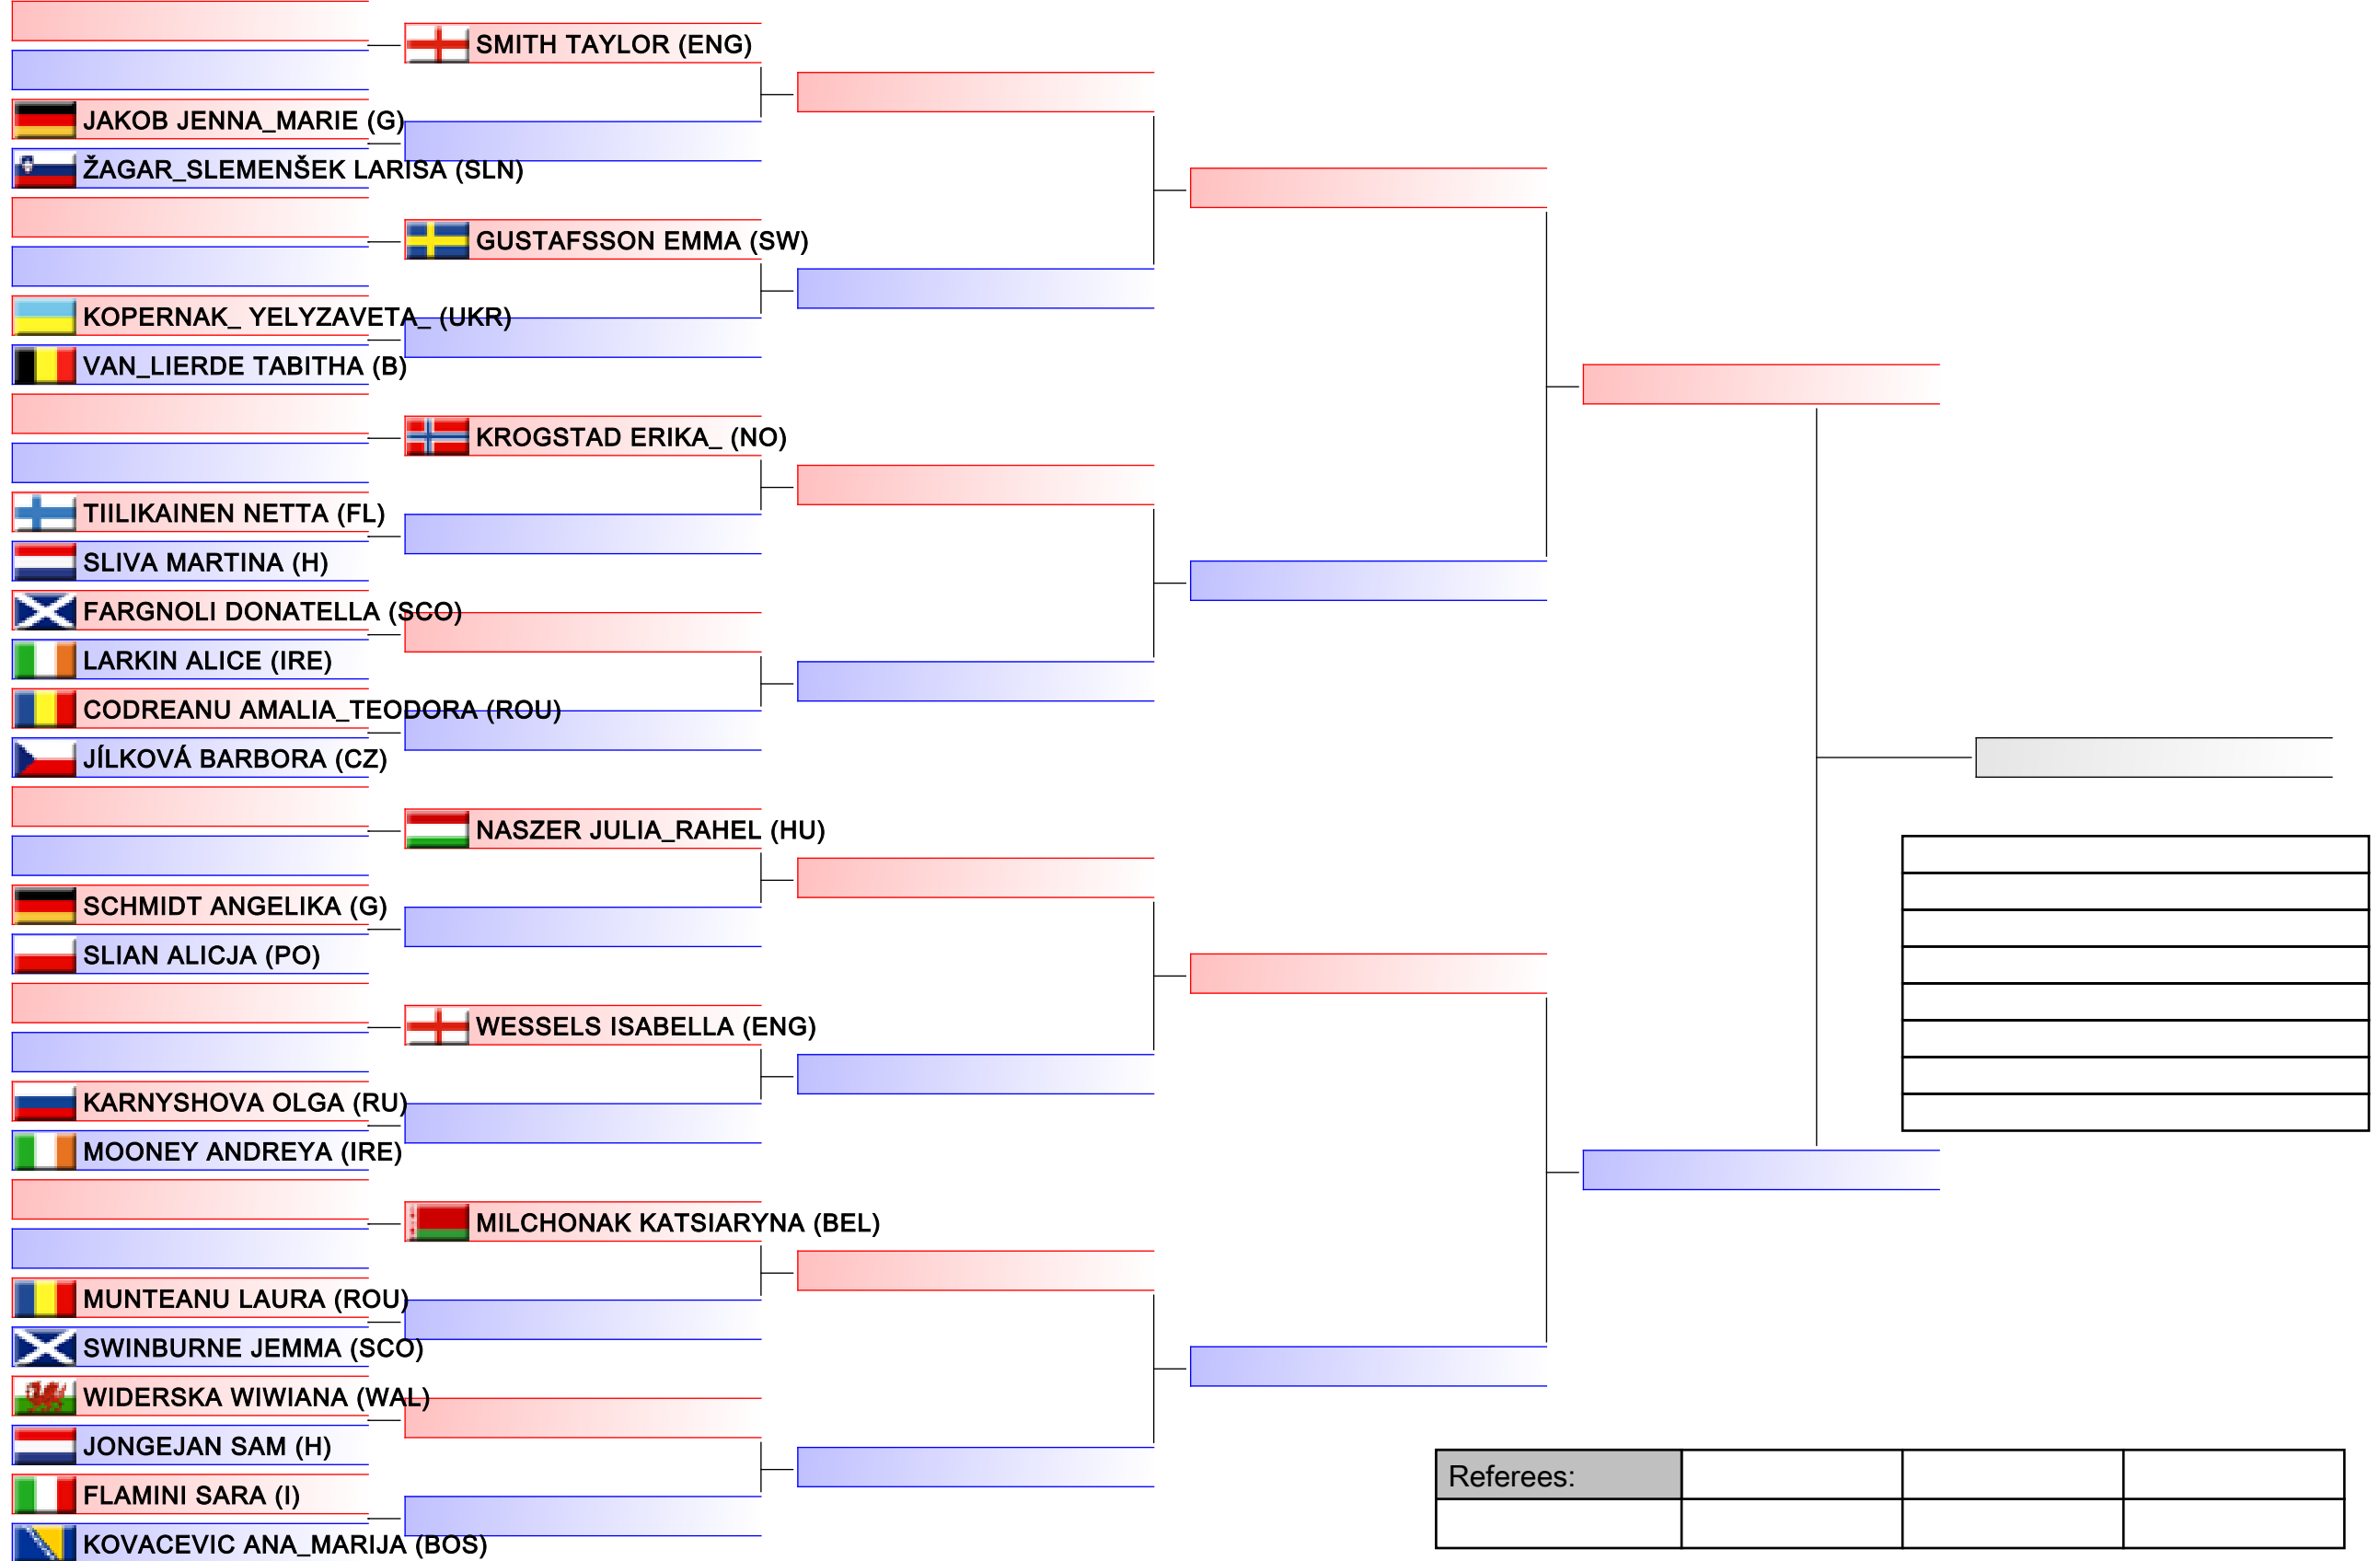 SMITH TAYLOR (ENG)
JAKOB JENNA_MARIE (G)
ŽAGAR_SLEMENŠEK LARISA (SLN)
GUSTAFSSON EMMA (SW)
KOPERNAK_ YELYZAVETA_ (UKR)
VAN_LIERDE TABITHA (B)
KROGSTAD ERIKA_ (NO)
TIILIKAINEN NETTA (FL)
SLIVA MARTINA (H)
FARGNOLI DONATELLA (SCO)
LARKIN ALICE (IRE)
CODREANU AMALIA_TEODORA (ROU)
JÍLKOVÁ BARBORA (CZ)
NASZER JULIA_RAHEL (HU)
SCHMIDT ANGELIKA (G)
SLIAN ALICJA (PO)
WESSELS ISABELLA (ENG)
KARNYSHOVA OLGA (RU)
MOONEY ANDREYA (IRE)
MILCHONAK KATSIARYNA (BEL)
MUNTEANU LAURA (ROU)
SWINBURNE JEMMA (SCO)
WIDERSKA WIWIANA (WAL)
JONGEJAN SAM (H)
FLAMINI SARA (I)
KOVACEVIC ANA_MARIJA (BOS)
Referees: